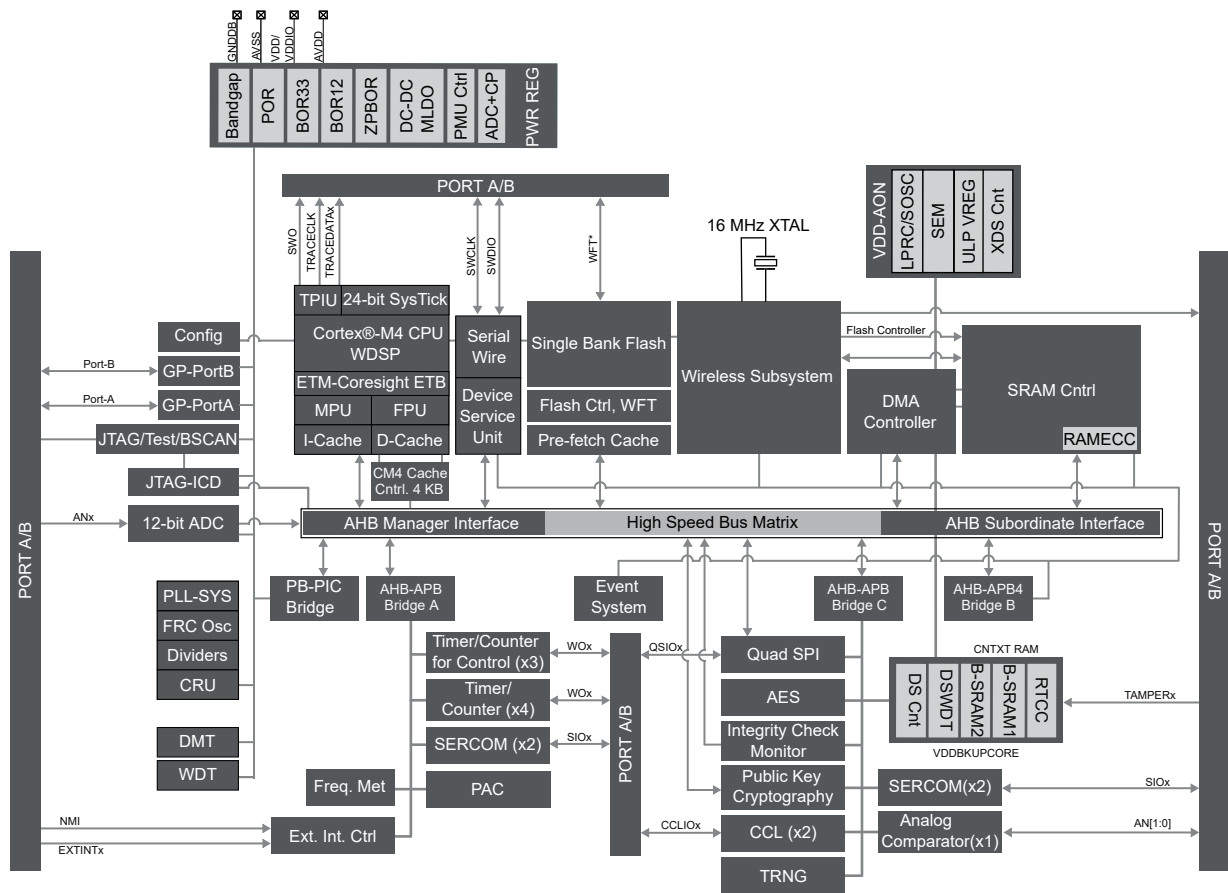 GNDDB
AVSS
VDD/
VDDIO
AVDD
Bandgap
POR
BOR33
BOR12
ZPBOR
DC-DC
MLDO
PMU Ctrl
ADC+CP
PWR REG
PORT A/B
SWO
TRACECLK
TRACEDATAx
SWCLK
SWDIO
WFT*
16 MHz XTAL
VDD-AON
LPRC/SOSC
SEM
ULP VREG
XDS Cnt
PORT A/B
Config
Port-B
GP-PortB
Port-A
GP-PortA
JTAG/Test/BSCAN
JTAG-ICD
ANx
12-bit ADC
TPIU
24-bit SysTick
Cortex®-M4 CPU
WDSP
ETM-Coresight ETB
MPU
FPU
I-Cache
D-Cache
CM4 Cache
Cntrl. 4 KB
Serial
Wire
Device
Service
Unit
Single Bank Flash
Flash Ctrl, WFT
Pre-fetch Cache
Wireless Subsystem
Flash Controller
DMA
Controller
SRAM Cntrl
RAMECC
PORT A/B
AHB Manager Interface
High Speed Bus Matrix
AHB Subordinate Interface
PB-PIC
Bridge
AHB-APB
Bridge A
Event
System
AHB-APB
Bridge C
AHB-APB4
Bridge B
PLL-SYS
FRC Osc
Dividers
CRU
DMT
WDT
Timer/Counter
for Control (x3)
WOx
Timer/
Counter (x4)
WOx
SERCOM (x2)
SIOx
Freq. Met
PAC
NMI
EXTINTx
Ext. Int. Ctrl
PORT A/B
QSIOx
Quad SPI
AES
Integrity Check
Monitor
Public Key
Cryptography
CCLIOx
CCL (x2)
TRNG
CNTXT RAM
DS Cnt
DSWDT
B-SRAM2
B-SRAM1
RTCC
VDDBKUPCORE
TAMPERx
SERCOM(x2)
SIOx
Analog
Comparator(x1)
AN[1:0]